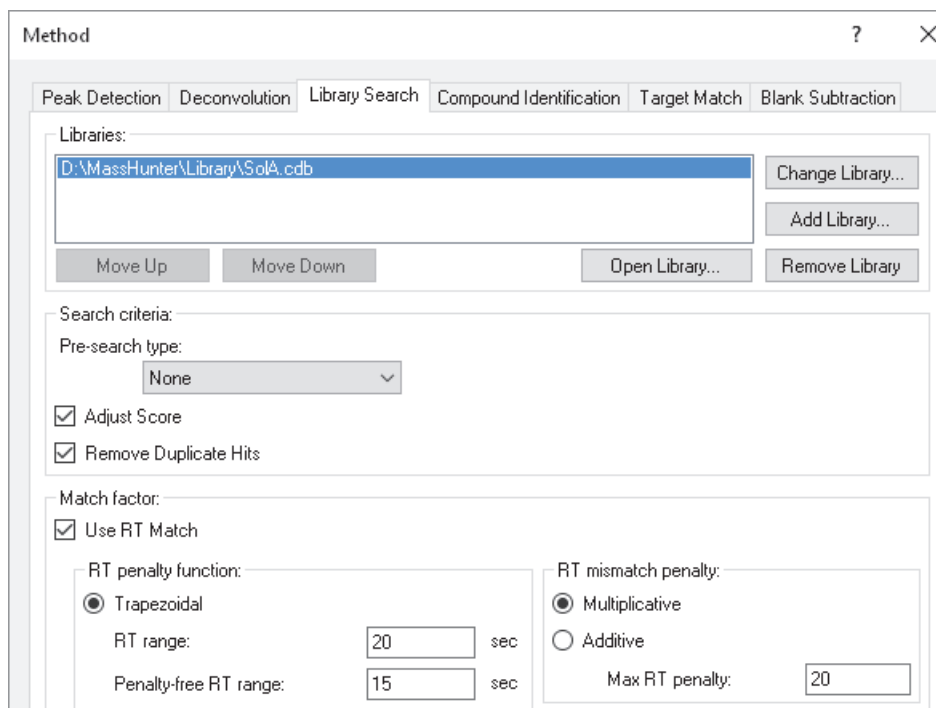 Method ?
Peak Detection Deconvolution Library Search Compound Identification Target Match Blank Subtraction
Libraries:
D:\MassHunter\Library\SolA.cdb
Change Library...
Add Library...
Move Up Move Down Open Library... Remove Library
Search criteria:
Pre-search type:
None
Adjust Score
Remove Duplicate Hits
Match factor:
Use RT Match
RT penalty function: RT mismatch penalty:
Trapezoidal Multiplicative
RT range: 20 sec Additive
Penalty-free RT range: 15 sec Max RT penalty: 20